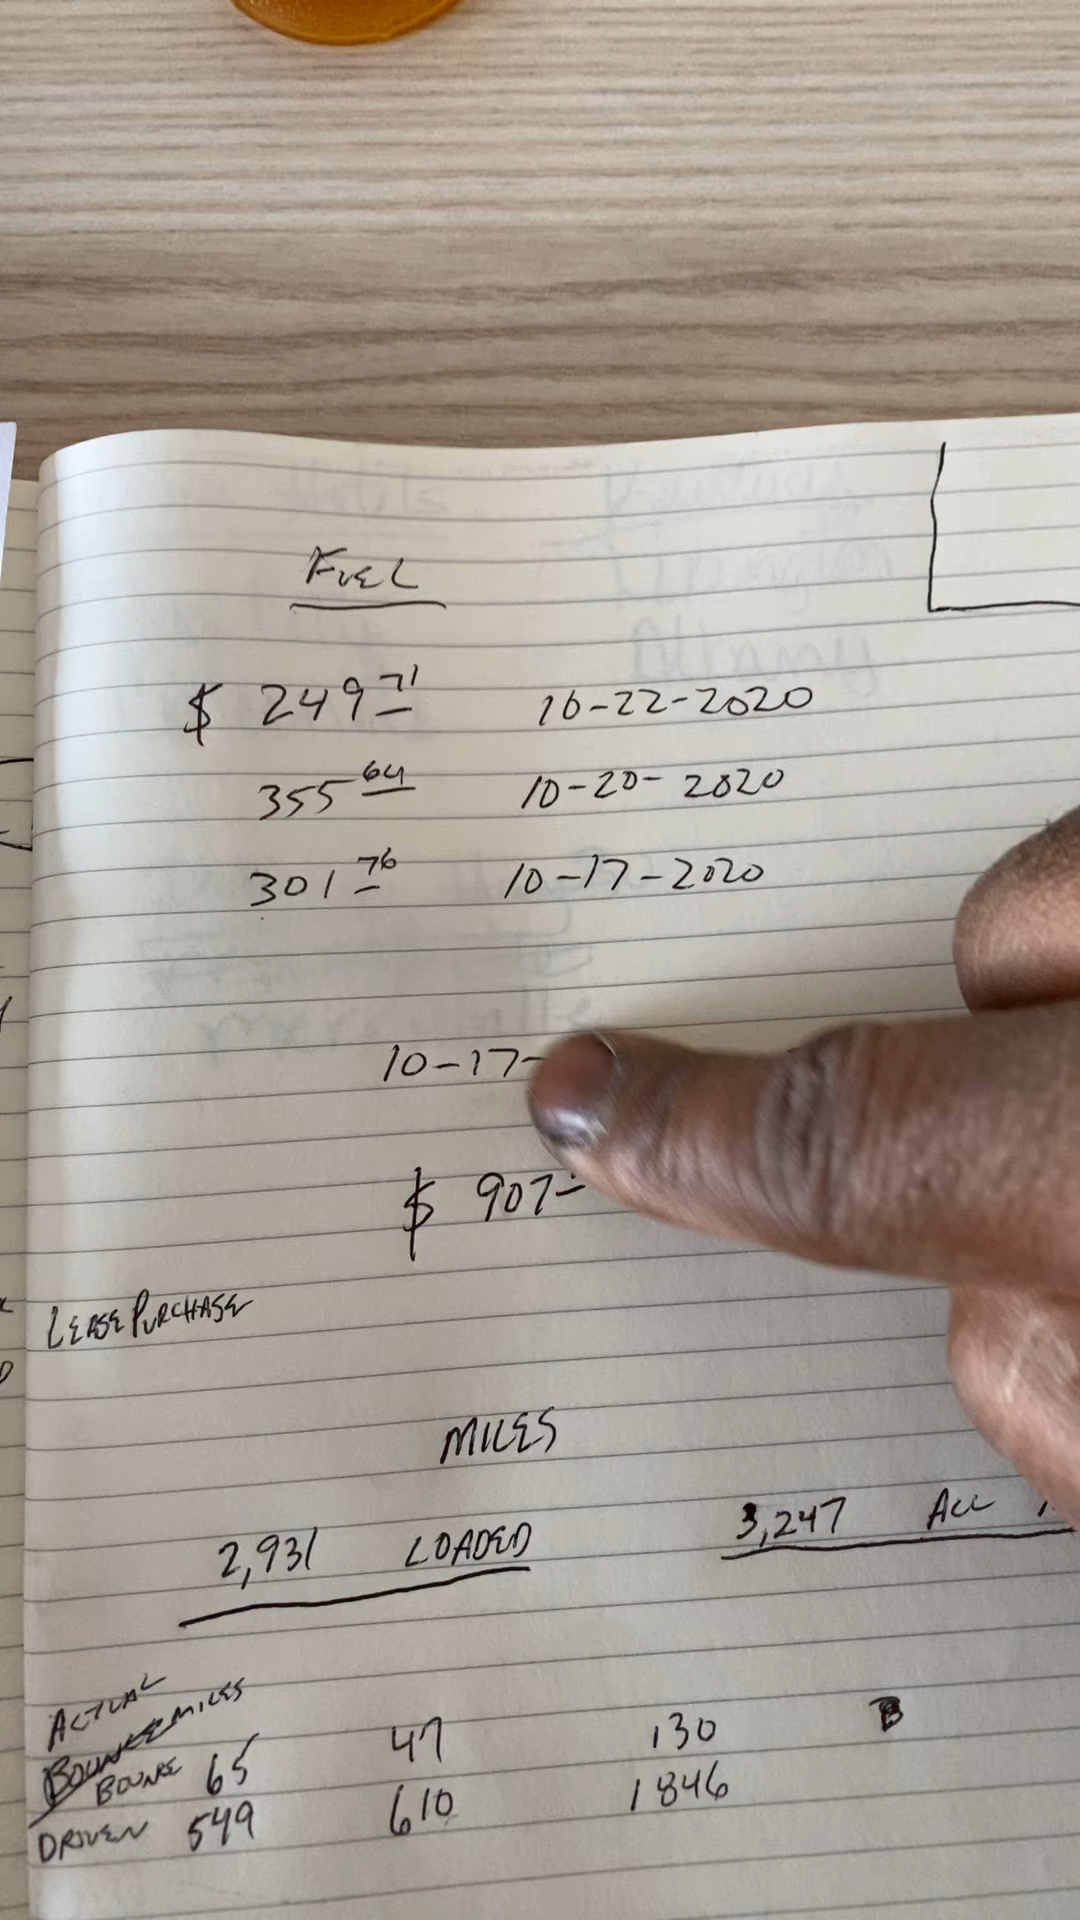 FUEL
$ 249 71 10-22-2020
355 64 10-20-2020
301 76 10-17-2020
10-17-
$ 907
LEASE PURCHASE
MILES
2,931 LOADED 3,247 ALL
ACTUAL
BOUNCE MILES
BOUNCE 65 47 130 B
DRIVEN 549 610 1846